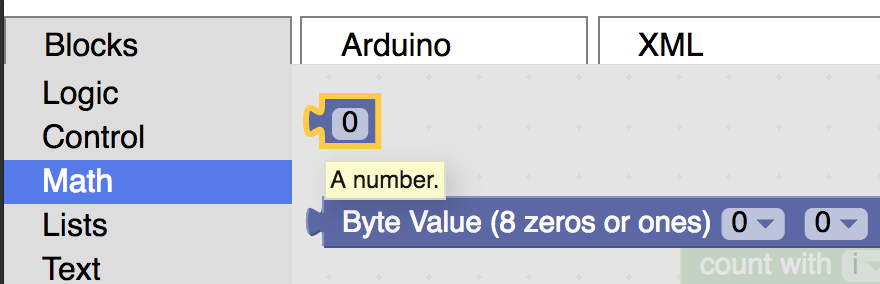 Blocks
Arduino
XML
Logic
Control
Math
Lists
Text
0
A number.
Byte Value (8 zeros or ones) 0 0
count with i